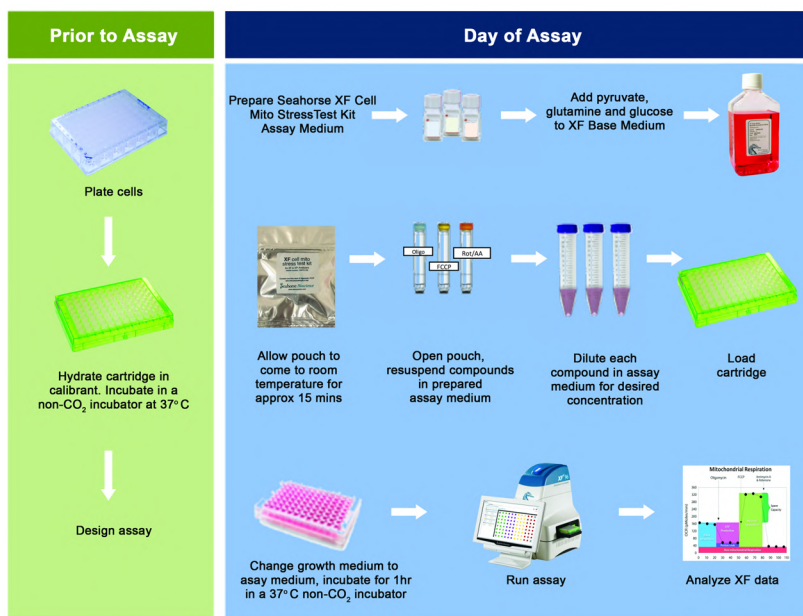 Prior to Assay
Plate cells
Hydrate cartridge in
calibrant. Incubate in a
non-CO₂ incubator at 37° C
Design assay
Day of Assay
Prepare Seahorse XF Cell
Mito StressTest Kit
Assay Medium
Add pyruvate,
glutamine and glucose
to XF Base Medium
XF cell mito
stress test kit
Seahorse Bioscience
Oligo
FCCP
Rot/AA
Allow pouch to
come to room
temperature for
approx 15 mins
Open pouch,
resuspend compounds
in prepared
assay medium
Dilute each
compound in assay
medium for desired
concentration
Load
cartridge
Change growth medium to
assay medium, incubate for 1hr
in a 37°C non-CO₂ incubator
Run assay
Mitochondrial Respiration
Oligomycin
FCCP
Analyze XF data